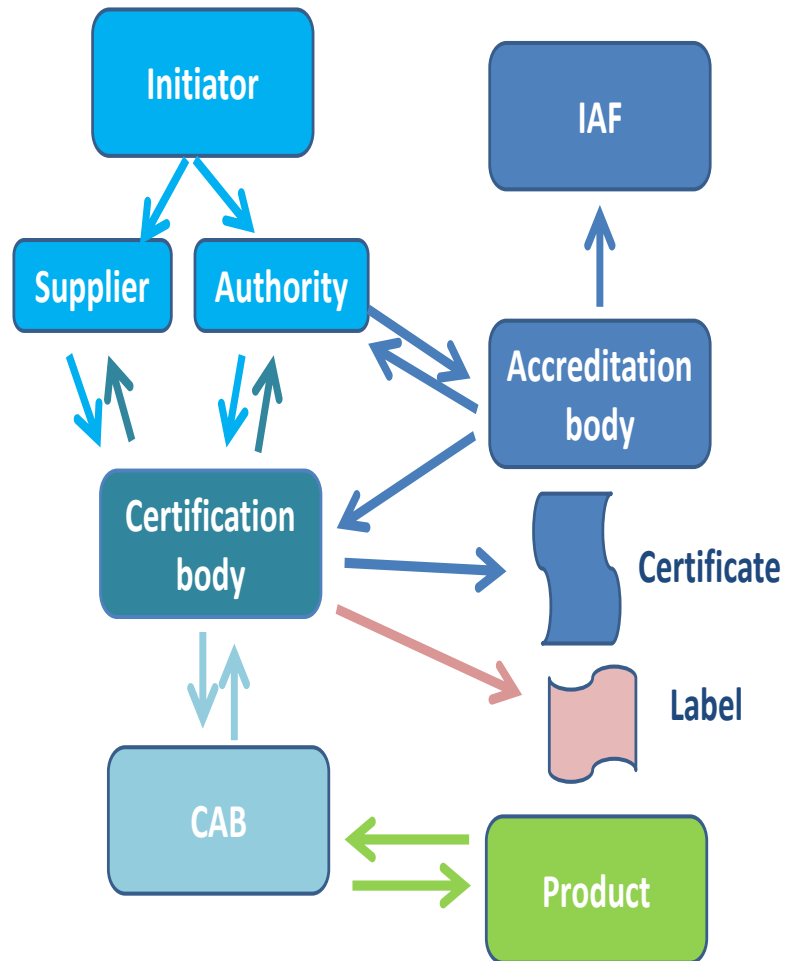 Initiator
IAF
Supplier
Authority
Accreditation
body
Certification
body
Certificate
Label
CAB
Product